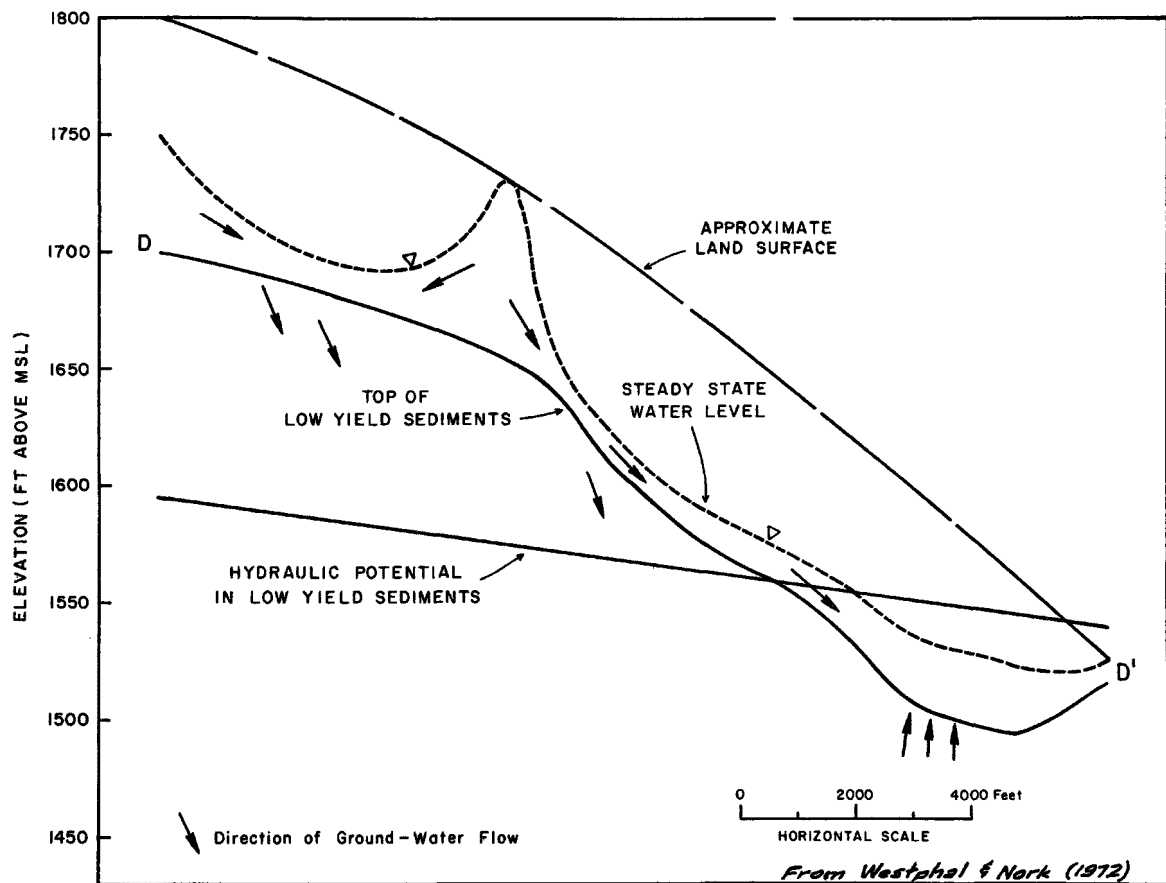 1800
1750
1700
1650
1600
1550
1500
1450
ELEVATION (FT ABOVE MSL)
D
APPROXIMATE
LAND SURFACE
TOP OF
LOW YIELD SEDIMENTS
STEADY STATE
WATER LEVEL
HYDRAULIC POTENTIAL
IN LOW YIELD SEDIMENTS
D'
0 2000 4000 Feet
HORIZONTAL SCALE
Direction of Ground-Water Flow
From Westphal & Nork (1972)